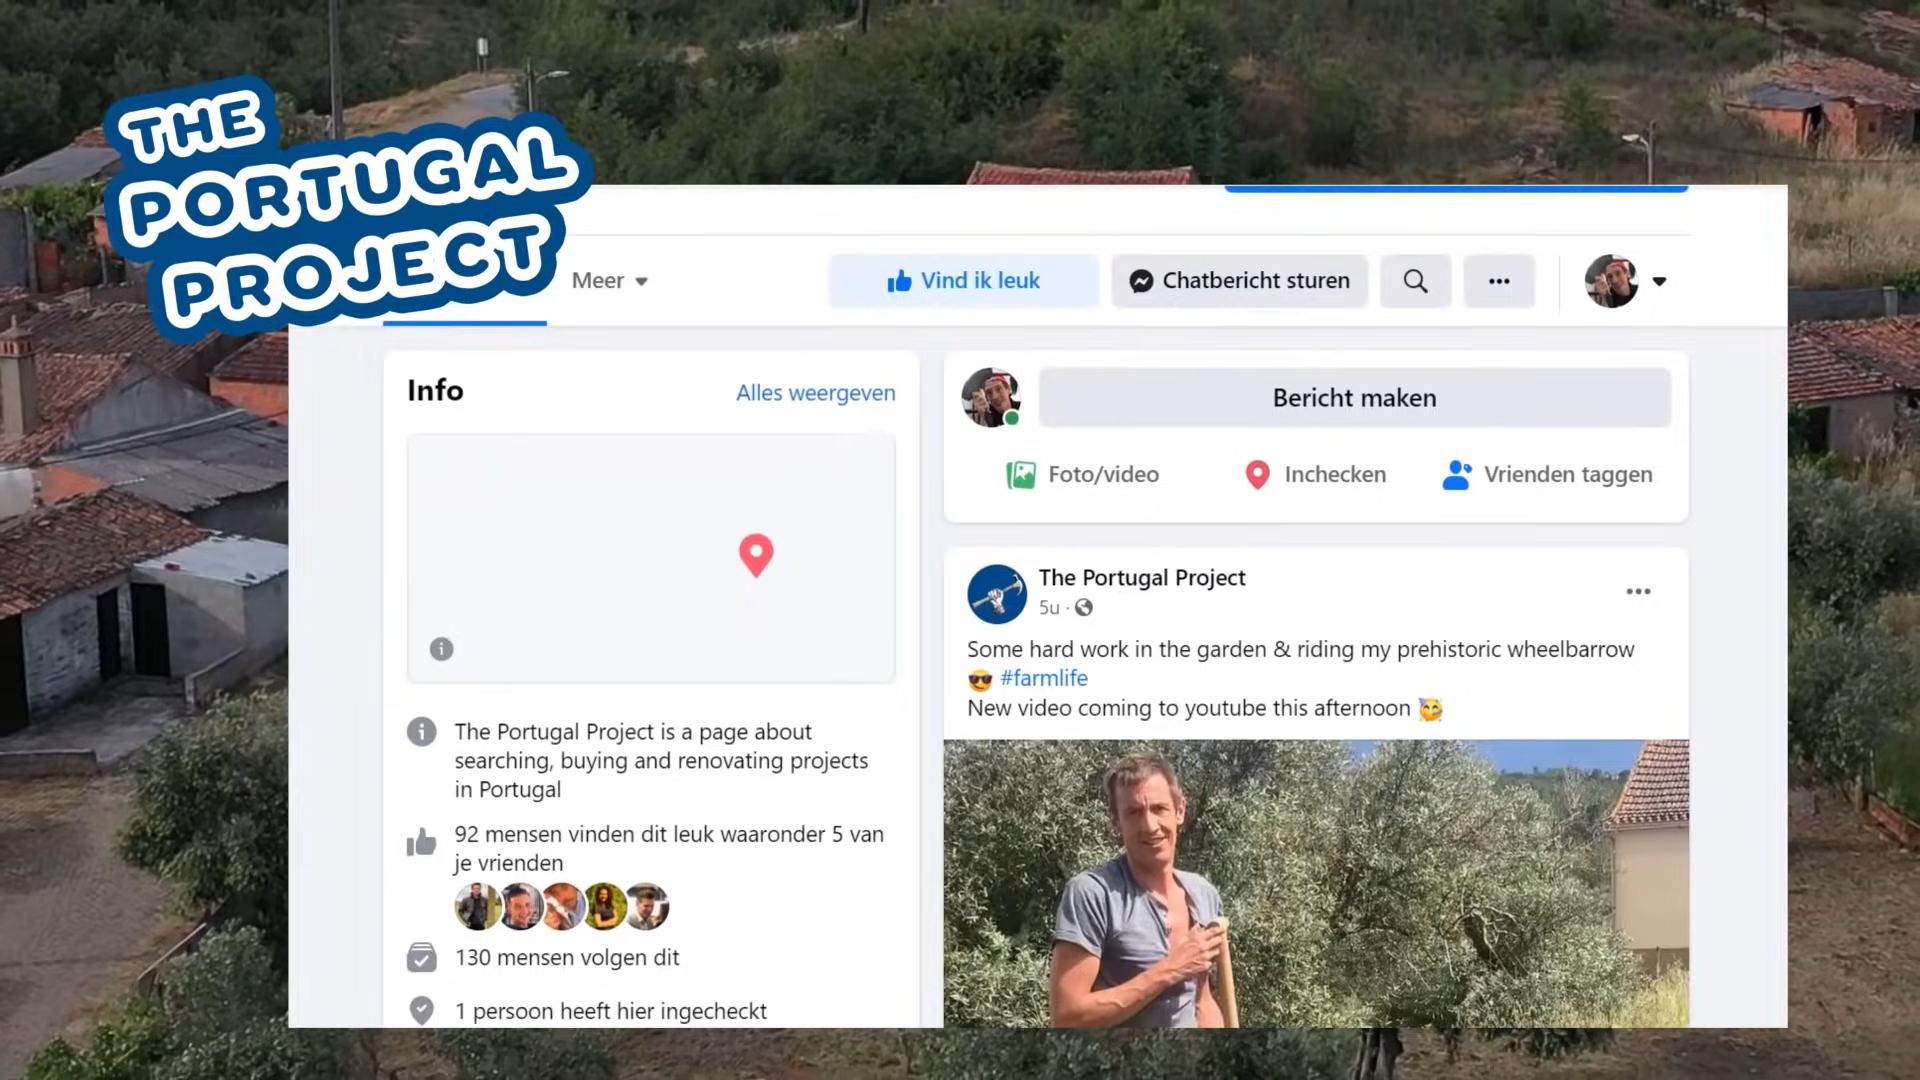 THE
PORTUGAL
PROJECT
Meer
Vind ik leuk
Chatbericht sturen
Info
Alles weergeven
The Portugal Project is a page about
searching, buying and renovating projects
in Portugal
92 mensen vinden dit leuk waaronder 5 van
je vrienden
130 mensen volgen dit
1 persoon heeft hier ingecheckt
Bericht maken
Foto/video
Inchecken
Vrienden taggen
The Portugal Project
5u ·
Some hard work in the garden & riding my prehistoric wheelbarrow
😎 #farmlife
New video coming to youtube this afternoon 🥳